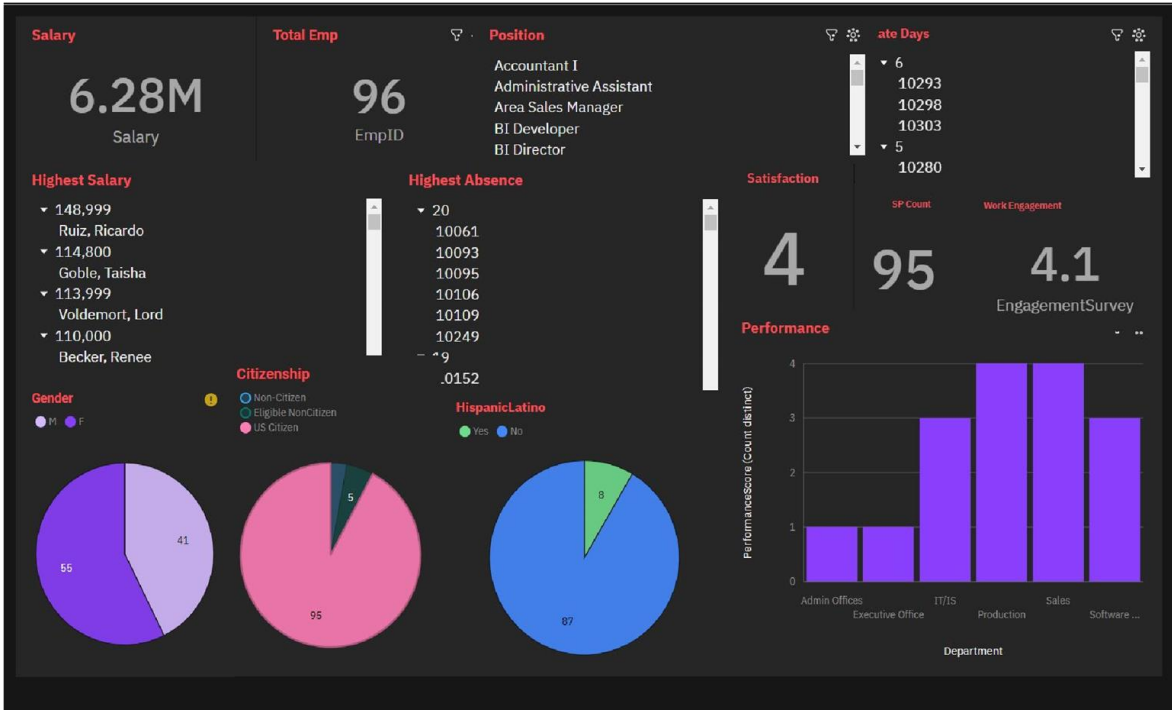 Salary
6.28M
Salary
Total Emp
96
EmpID
Position
Accountant I
Administrative Assistant
Area Sales Manager
BI Developer
BI Director
ate Days
6
10293
10298
10303
5
10280
Highest Salary
148,999
Ruiz, Ricardo
114,800
Goble, Taisha
113,999
Voldemort, Lord
110,000
Becker, Renee
Highest Absence
20
10061
10093
10095
10106
10109
10249
.0152
Satisfaction
4
SP Count
95
Work Engagement
4.1
EngagementSurvey
Gender
M F
41
55
Citizenship
Non-Citizen
Eligible NonCitizen
US Citizen
5
95
HispanicLatino
Yes No
8
87
Performance
PerformanceScore (Count distinct)
4
3
2
1
0
Admin Offices
Executive Office
IT/IS
Production
Sales
Software ...
Department